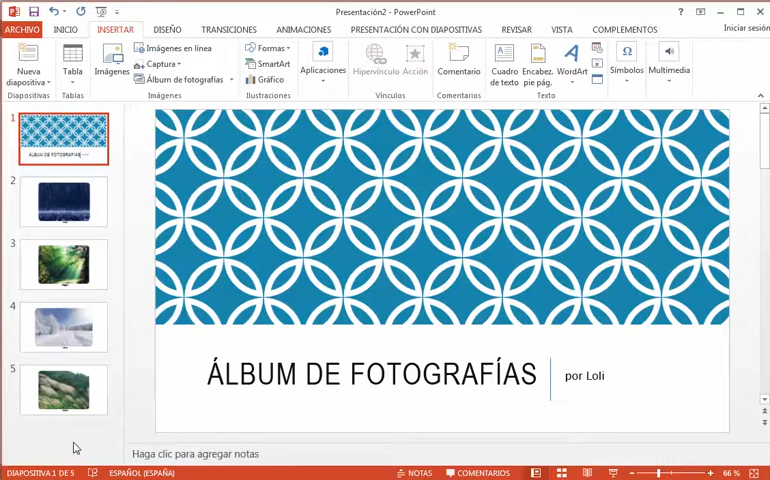 Presentación2 - PowerPoint
Iniciar sesión
ARCHIVO INICIO INSERTAR DISEÑO TRANSICIONES ANIMACIONES PRESENTACIÓN CON DIAPOSITIVAS REVISAR VISTA COMPLEMENTOS
Nueva
diapositiva
Diapositivas
Tabla
Tablas
Imágenes
Imágenes en línea
Captura
Álbum de fotografías
Imágenes
Formas
SmartArt
Gráfico
Ilustraciones
Aplicaciones
Hipervínculo
Acción
Vínculos
Comentario
Comentarios
Cuadro
de texto
Encabez.
pie pág.
WordArt
Texto
Símbolos
Multimedia
1
ÁLBUM DE FOTOGRAFÍAS
2
3
4
5
ÁLBUM DE FOTOGRAFÍAS
por Loli
Haga clic para agregar notas
DIAPOSITIVA 1 DE 5
ESPAÑOL (ESPAÑA)
NOTAS
COMENTARIOS
66 %